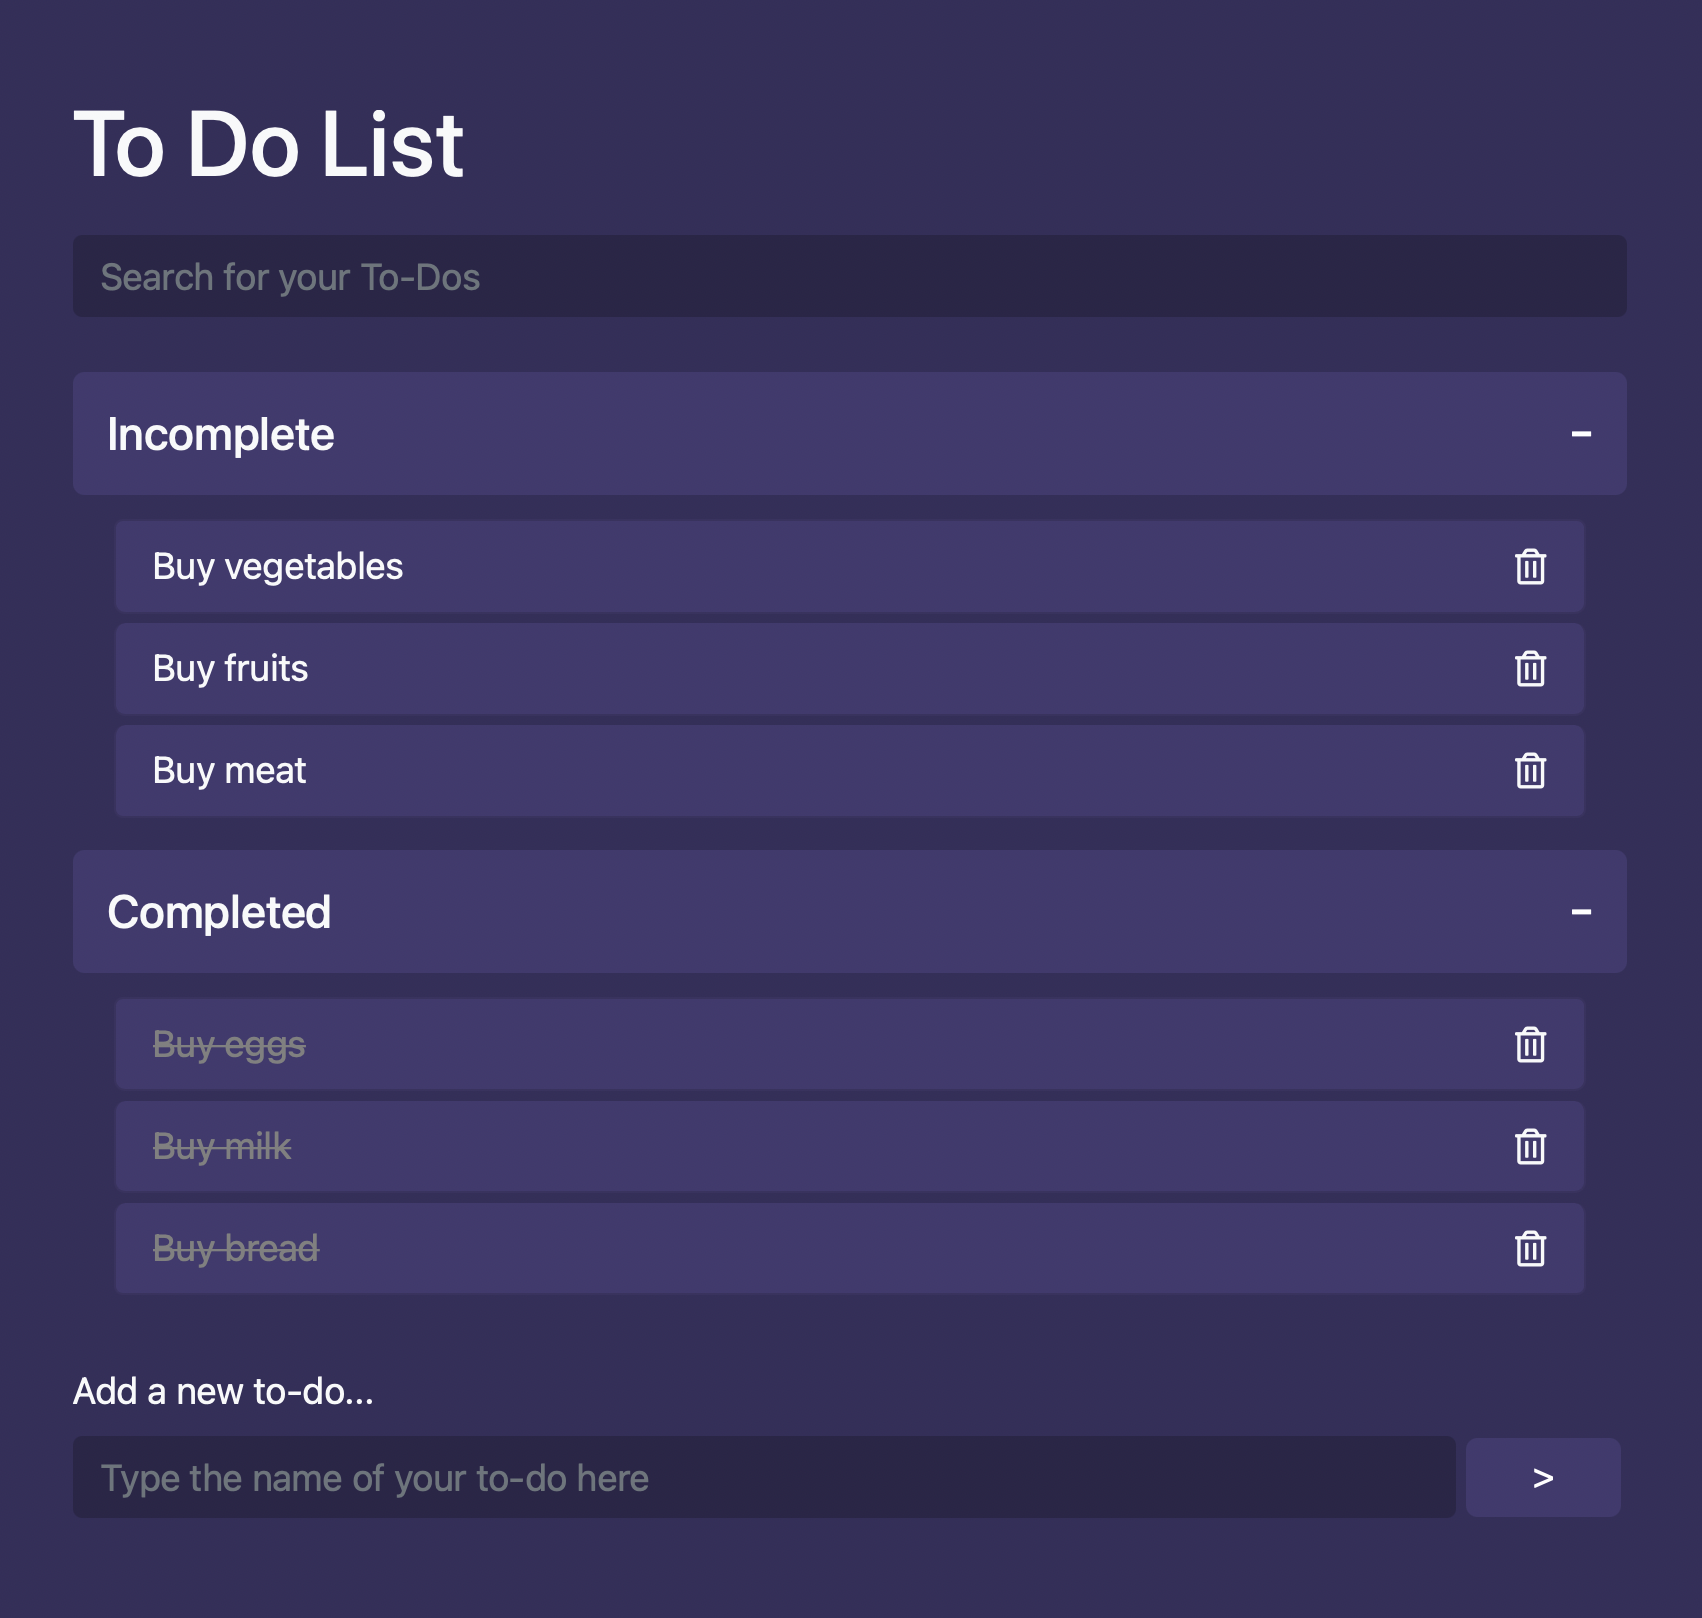 To Do List
Search for your To-Dos
Incomplete -
Buy vegetables
Buy fruits
Buy meat
Completed -
Buy eggs
Buy milk
Buy bread
Add a new to-do...
Type the name of your to-do here >